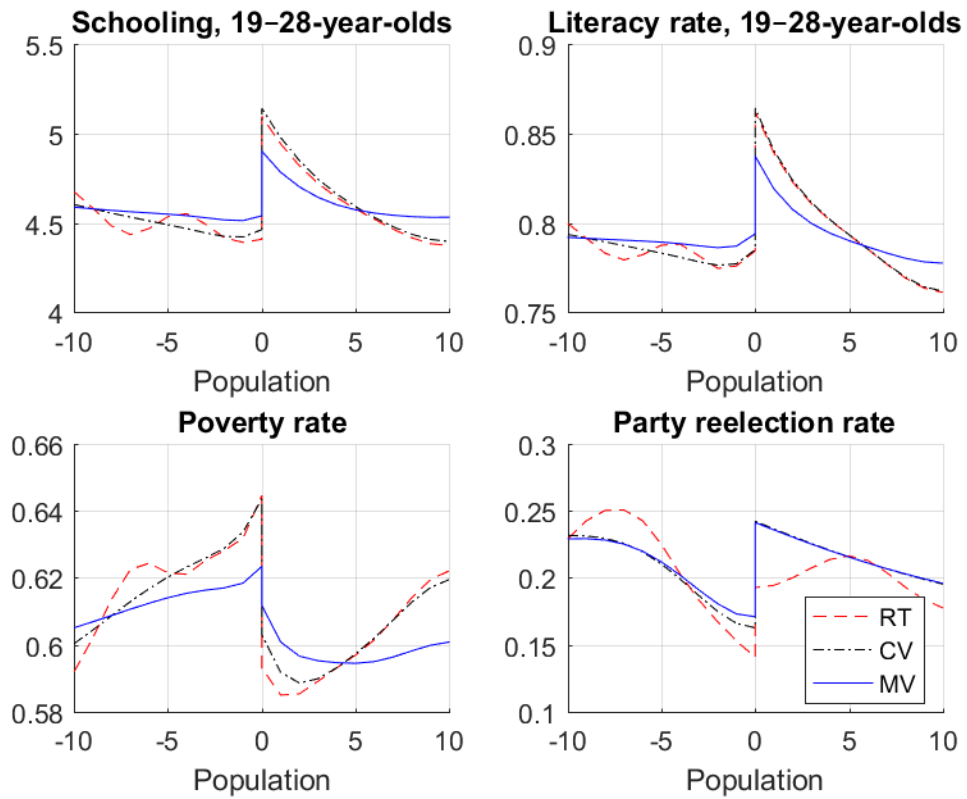 Schooling, 19–28-year-olds
5.5
5
4.5
4
-10 -5 0 5 10
Population
Literacy rate, 19–28-year-olds
0.9
0.85
0.8
0.75
-10 -5 0 5 10
Population
Poverty rate
0.66
0.64
0.62
0.6
0.58
-10 -5 0 5 10
Population
Party reelection rate
0.3
0.25
0.2
0.15
0.1
RT
CV
MV
-10 -5 0 5 10
Population